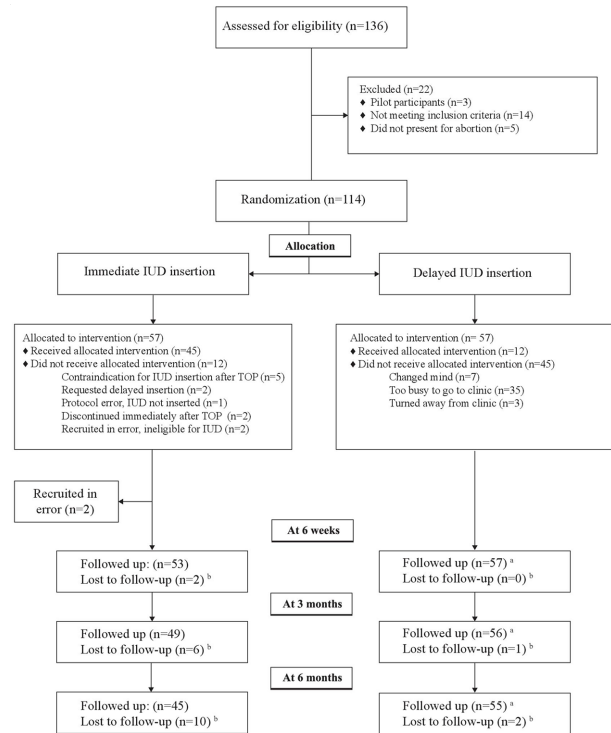 Assessed for eligibility (n=136)
Excluded (n=22)
♦ Pilot participants (n=3)
♦ Not meeting inclusion criteria (n=14)
♦ Did not present for abortion (n=5)
Randomization (n=114)
Allocation
Immediate IUD insertion
Delayed IUD insertion
Allocated to intervention (n=57)
♦ Received allocated intervention (n=45)
♦ Did not receive allocated intervention (n=12)
Contraindication for IUD insertion after TOP (n=5)
Requested delayed insertion (n=2)
Protocol error, IUD not inserted (n=1)
Discontinued immediately after TOP (n=2)
Recruited in error, ineligible for IUD (n=2)
Allocated to intervention (n= 57)
♦ Received allocated intervention (n=12)
♦ Did not receive allocated intervention (n=45)
Changed mind (n=7)
Too busy to go to clinic (n=35)
Turned away from clinic (n=3)
Recruited in
error (n=2)
At 6 weeks
Followed up: (n=53)
Lost to follow-up (n=2) b
Followed up (n=57) a
Lost to follow-up (n=0) b
At 3 months
Followed up (n=49)
Lost to follow-up (n=6) b
Followed up (n=56) a
Lost to follow-up (n=1) b
At 6 months
Followed up: (n=45)
Lost to follow-up (n=10) b
Followed up (n=55) a
Lost to follow-up (n=2) b